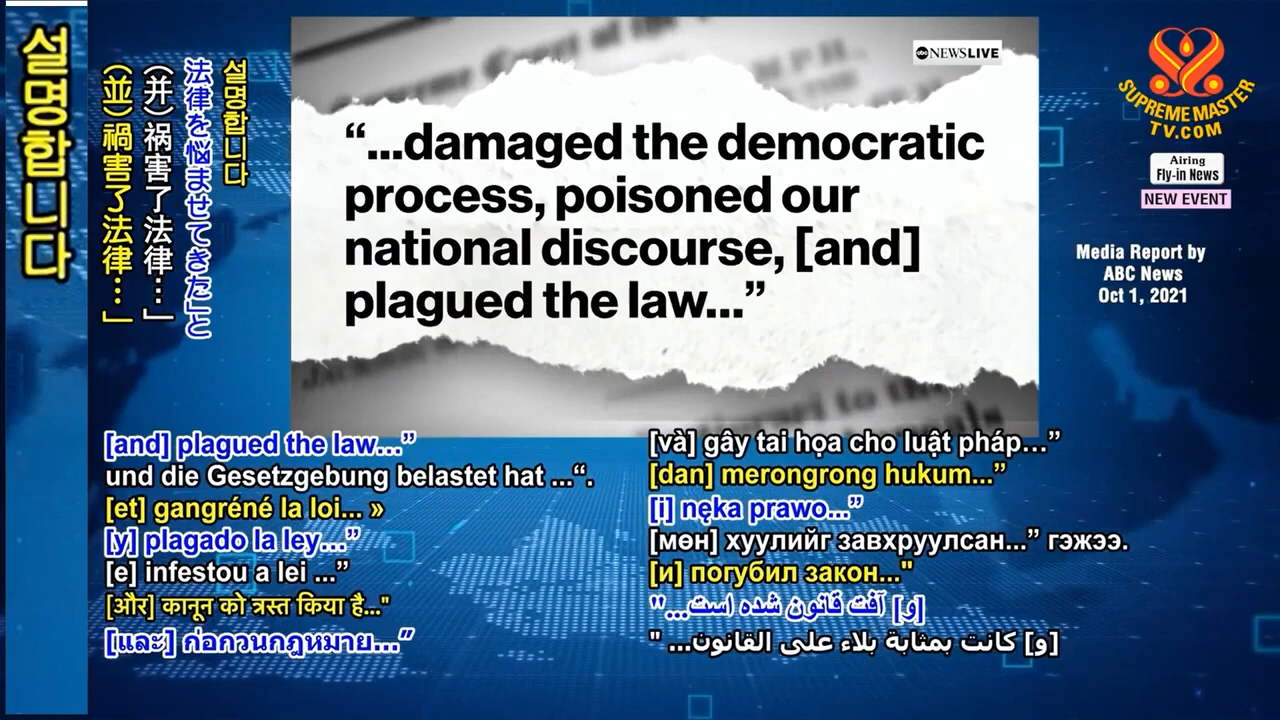 설명합니다
설명합니다
法律を悩ませてきた」と
（并）祸害了法律…」
（並）禍害了法律…」
abc NEWS LIVE
“...damaged the democratic
process, poisoned our
national discourse, [and]
plagued the law...”
SUPREME MASTER
TV.COM
Airing
Fly-in News
NEW EVENT
Media Report by
ABC News
Oct 1, 2021
[and] plagued the law...”
und die Gesetzgebung belastet hat ...“.
[et] gangréné la loi... »
[y] plagado la ley...”
[e] infestou a lei ...”
[और] कानून को त्रस्त किया है..."
[และ] ก่อกวนกฎหมาย...”
[và] gây tai họa cho luật pháp...”
[dan] merongrong hukum...”
[i] nęka prawo...”
[мөн] хуулийг завхруулсан...” гэжээ.
[и] погубил закон..."
[و] آفت قانون شده است..."
[و] كانت بمثابة بلاء على القانون... "